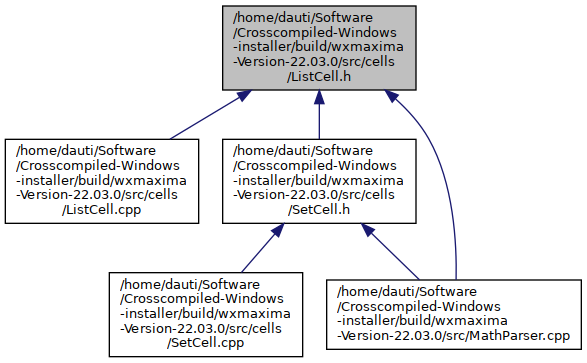 /home/dauti/Software
/Crosscompiled-Windows
-installer/build/wxmaxima
-Version-22.03.0/src/cells
/ListCell.h
/home/dauti/Software
/Crosscompiled-Windows
-installer/build/wxmaxima
-Version-22.03.0/src/cells
/ListCell.cpp
/home/dauti/Software
/Crosscompiled-Windows
-installer/build/wxmaxima
-Version-22.03.0/src/cells
/SetCell.h
/home/dauti/Software
/Crosscompiled-Windows
-installer/build/wxmaxima
-Version-22.03.0/src/cells
/SetCell.cpp
/home/dauti/Software
/Crosscompiled-Windows
-installer/build/wxmaxima
-Version-22.03.0/src/MathParser.cpp